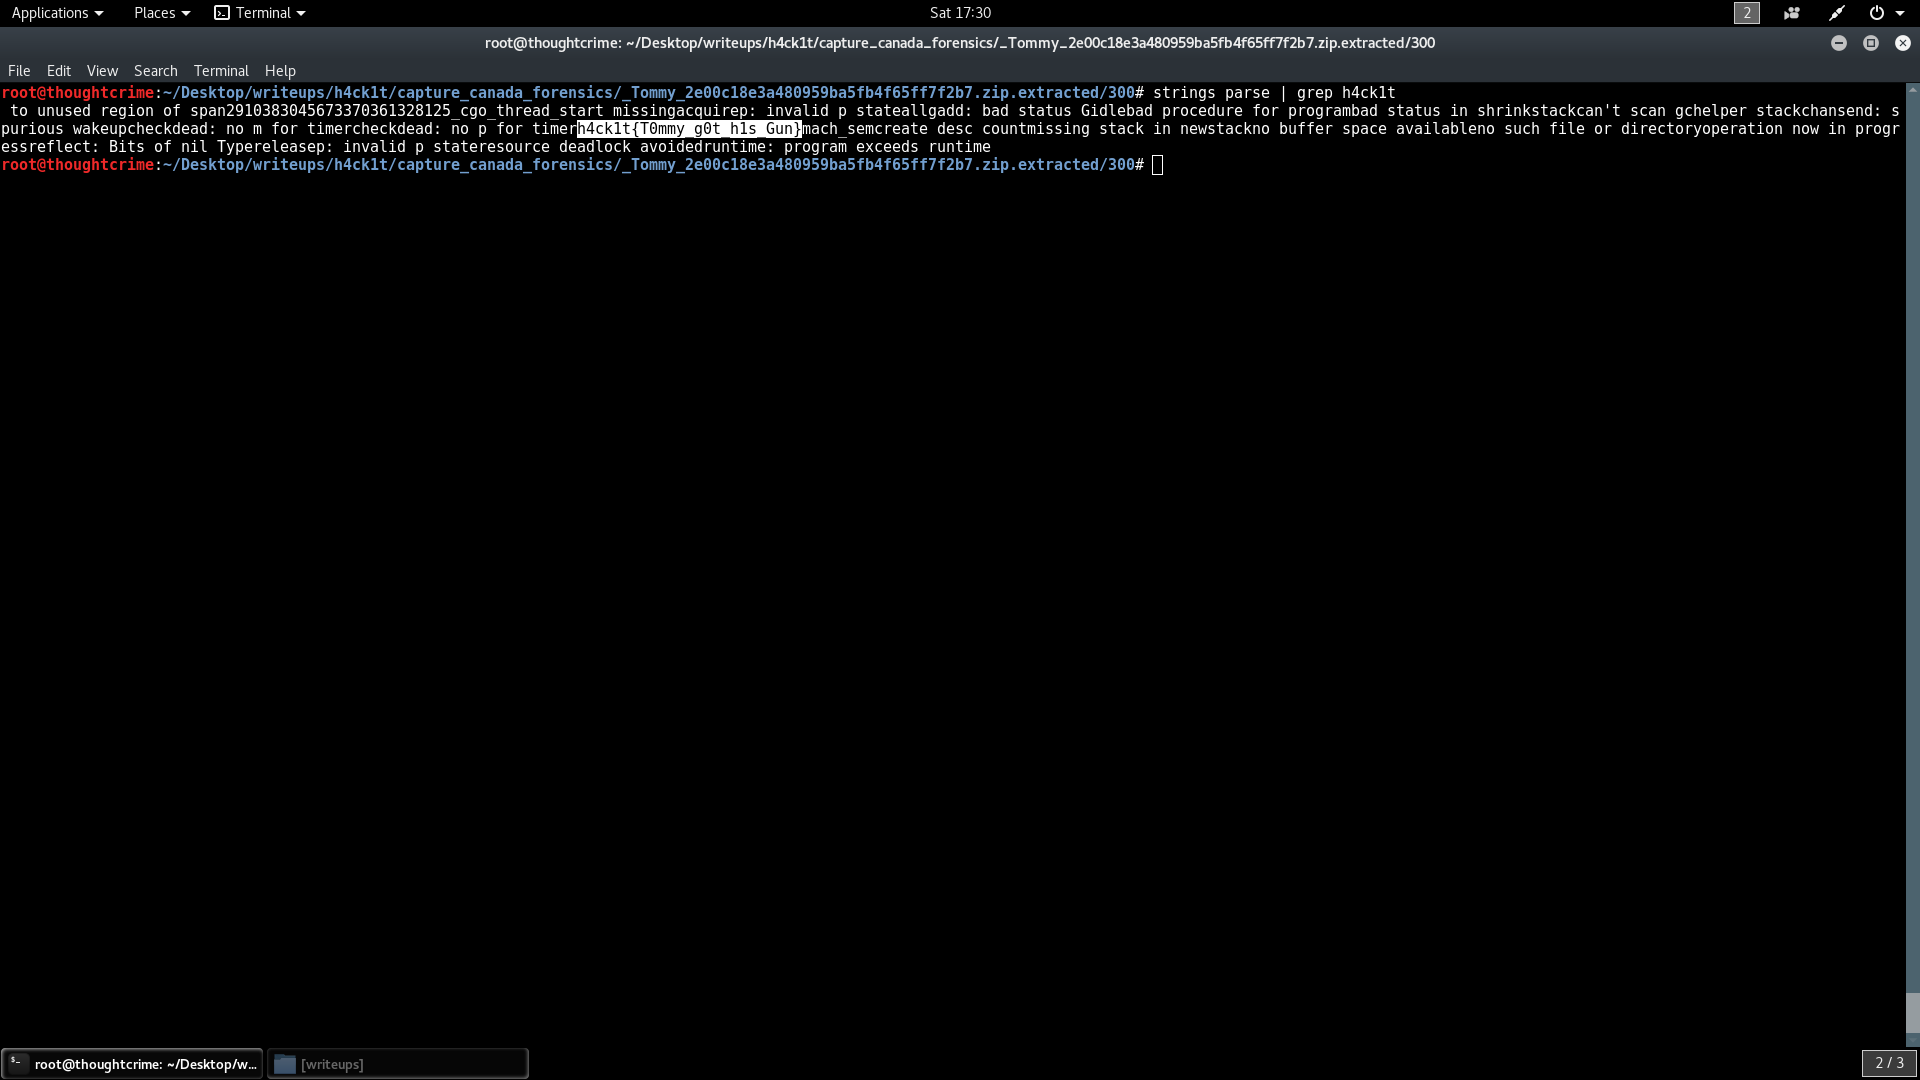 Applications Places Terminal Sat 17:30 2
root@thoughtcrime: ~/Desktop/writeups/h4ck1t/capture_canada_forensics/_Tommy_2e00c18e3a480959ba5fb4f65ff7f2b7.zip.extracted/300
File Edit View Search Terminal Help
root@thoughtcrime:~/Desktop/writeups/h4ck1t/capture_canada_forensics/_Tommy_2e00c18e3a480959ba5fb4f65ff7f2b7.zip.extracted/300# strings parse | grep h4ck1t
 to unused region of span2910383045673370361328125_cgo_thread_start missingacquirep: invalid p stateallgadd: bad status Gidlebad procedure for programbad status in shrinkstackcan't scan gchelper stackchansend: s
purious wakeupcheckdead: no m for timercheckdead: no p for timerh4ck1t{T0mmy_g0t_h1s_Gun}mach_semcreate desc countmissing stack in newstackno buffer space availableno such file or directoryoperation now in progr
essreflect: Bits of nil Typereleasep: invalid p stateresource deadlock avoidedruntime: program exceeds runtime
root@thoughtcrime:~/Desktop/writeups/h4ck1t/capture_canada_forensics/_Tommy_2e00c18e3a480959ba5fb4f65ff7f2b7.zip.extracted/300#
root@thoughtcrime: ~/Desktop/w... [writeups] 2 / 3